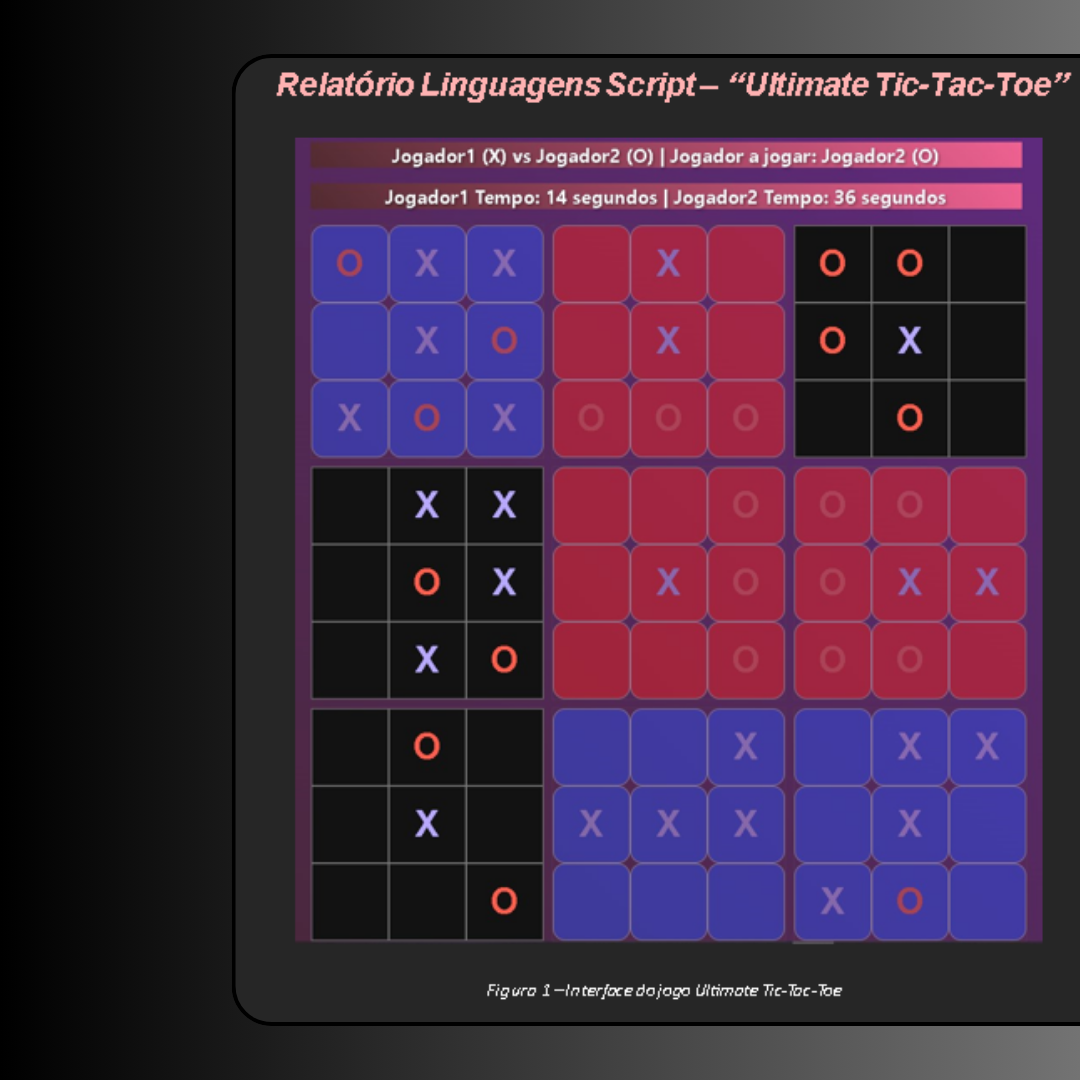 Relatório Linguagens Script – “Ultimate Tic-Tac-Toe”
Jogador1 (X) vs Jogador2 (O) | Jogador a jogar: Jogador2 (O)
Jogador1 Tempo: 14 segundos | Jogador2 Tempo: 36 segundos
O X X X O O
X O X O X
X O X O O O O
X X O O O
O X X O O X X
X O O O O
O X X X
X X X X X
O X O
Figura 1 – Interface do jogo Ultimate Tic-Tac-Toe